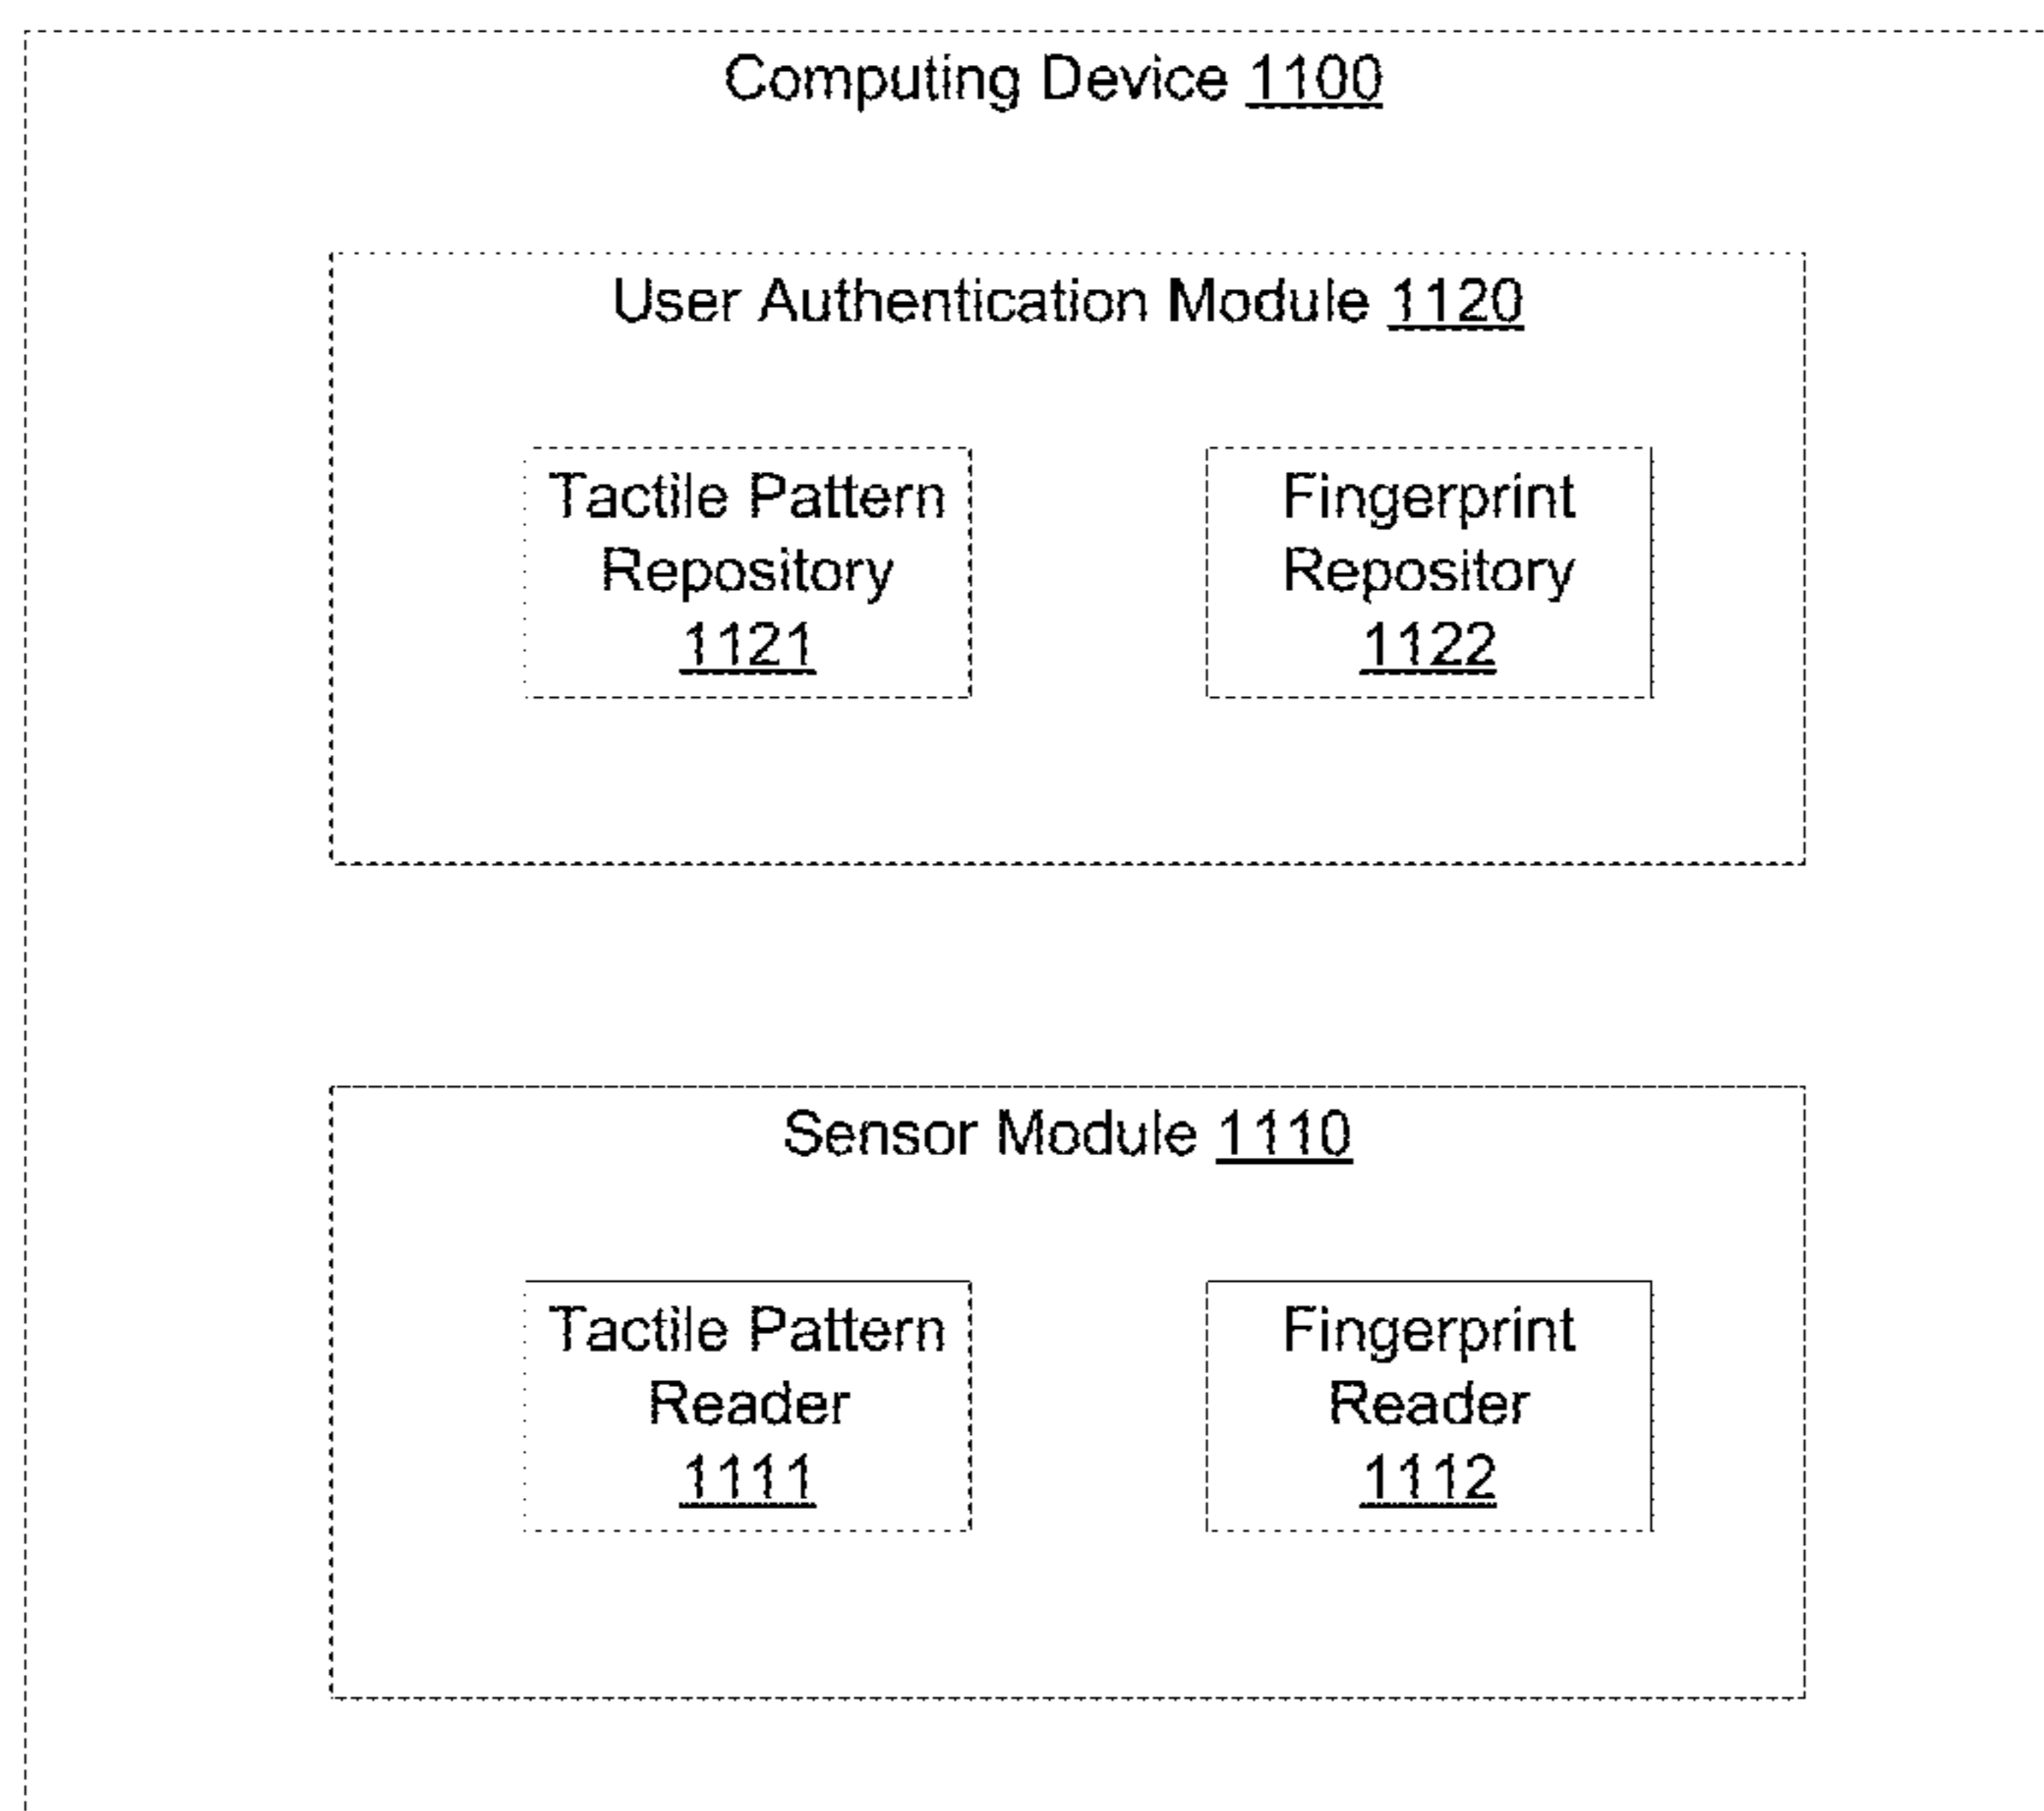 Computing Device 1100
User Authentication Module 1120
Tactile Pattern
Repository
1121
Fingerprint
Repository
1122
Sensor Module 1110
Tactile Pattern
Reader
1111
Fingerprint
Reader
1112